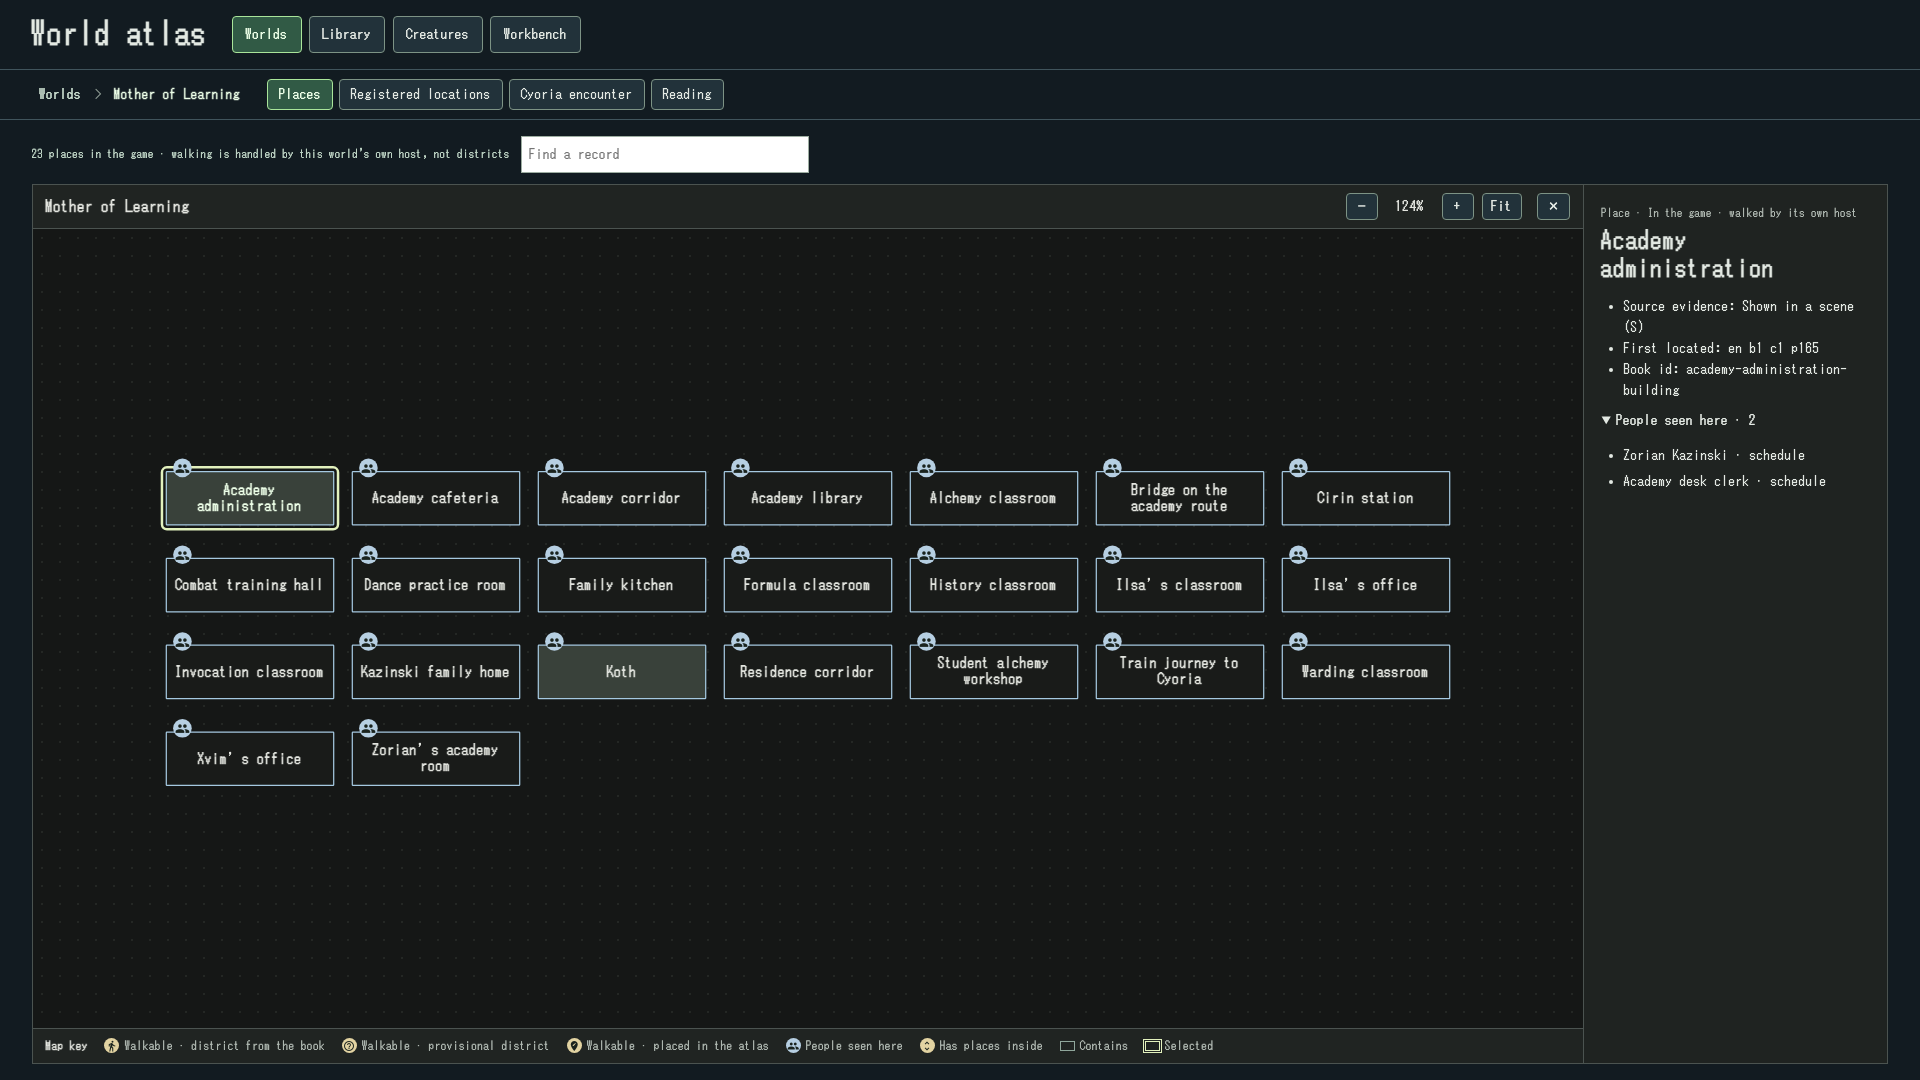 World atlas
Worlds
Library
Creatures
Workbench
Worlds > Mother of Learning
Places
Registered locations
Cyoria encounter
Reading
23 places in the game · walking is handled by this world's own host, not districts
Find a record
Mother of Learning
−
124%
+
Fit
×
Academy
administration
Academy cafeteria
Academy corridor
Academy library
Alchemy classroom
Bridge on the
academy route
Cirin station
Combat training hall
Dance practice room
Family kitchen
Formula classroom
History classroom
Ilsa’s classroom
Ilsa’s office
Invocation classroom
Kazinski family home
Koth
Residence corridor
Student alchemy
workshop
Train journey to
Cyoria
Warding classroom
Xvim’s office
Zorian’s academy
room
Map key
Walkable · district from the book
Walkable · provisional district
Walkable · placed in the atlas
People seen here
Has places inside
Contains
Selected
Place · In the game · walked by its own host
Academy
administration
• Source evidence: Shown in a scene
(S)
• First located: en b1 c1 p165
• Book id: academy-administration-
building
▼ People seen here · 2
• Zorian Kazinski · schedule
• Academy desk clerk · schedule